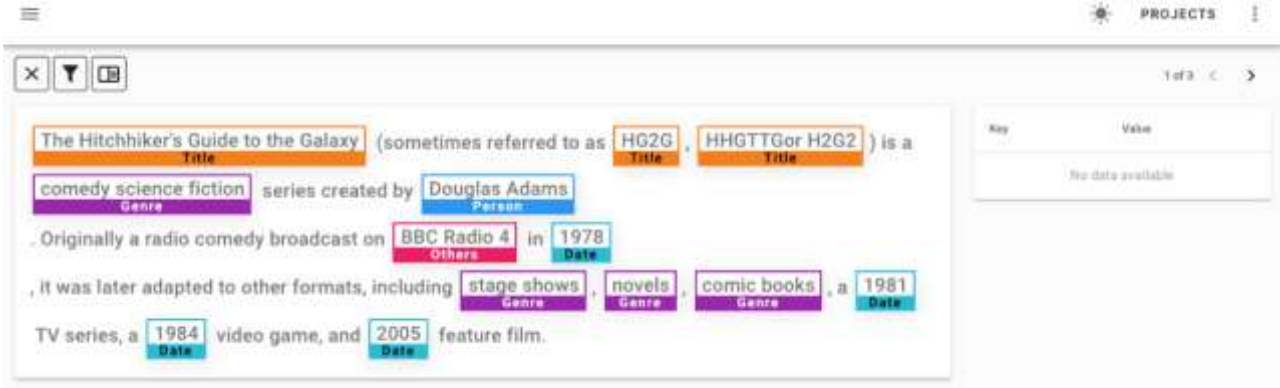 PROJECTS
1 of 3
The Hitchhiker's Guide to the Galaxy (sometimes referred to as HG2G , HHGTTGor H2G2 ) is a
Title Title Title
comedy science fiction series created by Douglas Adams
Genre Person
. Originally a radio comedy broadcast on BBC Radio 4 in 1978
Others Date
, it was later adapted to other formats, including stage shows , novels , comic books , a 1981
Genre Genre Genre Date
TV series, a 1984 video game, and 2005 feature film.
Date Date
Key Value
No data available